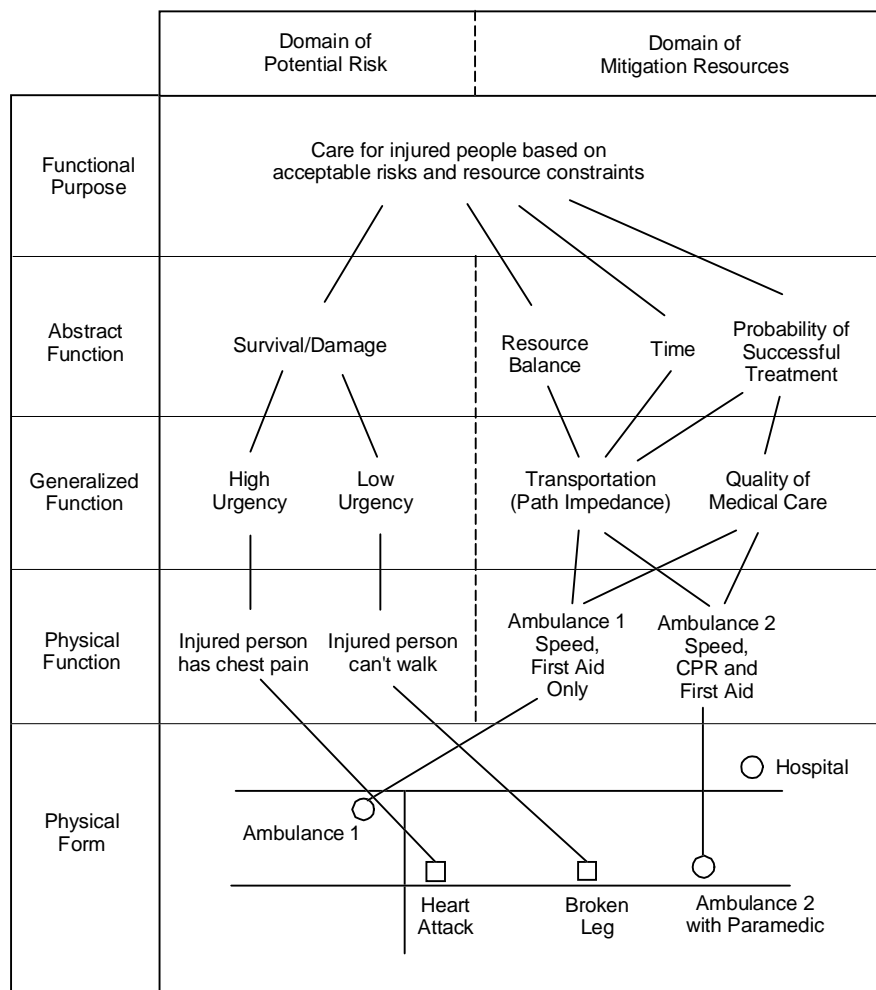 Domain of
Potential Risk
Domain of
Mitigation Resources
Functional
Purpose
Care for injured people based on
acceptable risks and resource constraints
Abstract
Function
Survival/Damage
Resource
Balance
Time
Probability of
Successful
Treatment
Generalized
Function
High
Urgency
Low
Urgency
Transportation
(Path Impedance)
Quality of
Medical Care
Physical
Function
Injured person
has chest pain
Injured person
can't walk
Ambulance 1
Speed,
First Aid
Only
Ambulance 2
Speed,
CPR and
First Aid
Physical
Form
Hospital
Ambulance 1
Heart
Attack
Broken
Leg
Ambulance 2
with Paramedic